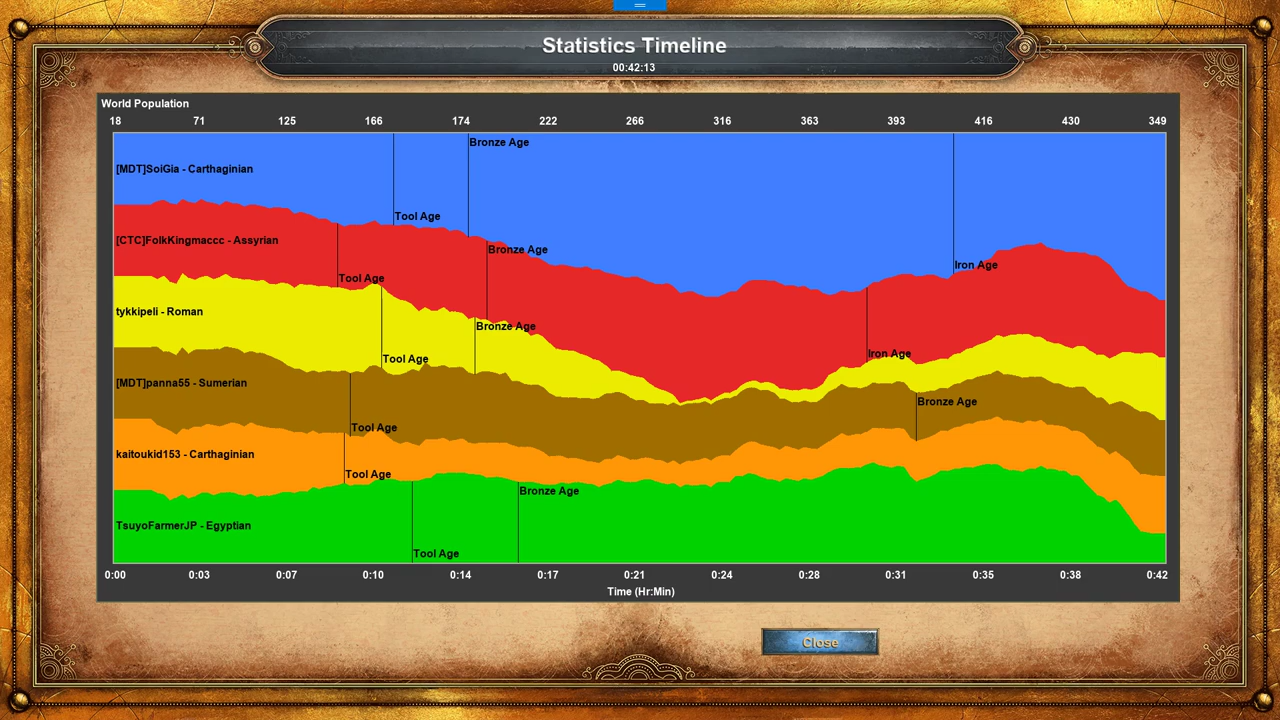 Statistics Timeline
00:42:13
World Population
18 71 125 166 174 222 266 316 363 393 416 430 349
Bronze Age
[MDT]SoiGia - Carthaginian
Tool Age
[CTC]FolkKingmaccc - Assyrian
Bronze Age
Iron Age
Tool Age
tykkipeli - Roman
Bronze Age
Iron Age
Tool Age
[MDT]panna55 - Sumerian
Bronze Age
Tool Age
kaitoukid153 - Carthaginian
Tool Age
Bronze Age
TsuyoFarmerJP - Egyptian
Tool Age
0:00 0:03 0:07 0:10 0:14 0:17 0:21 0:24 0:28 0:31 0:35 0:38 0:42
Time (Hr:Min)
Close